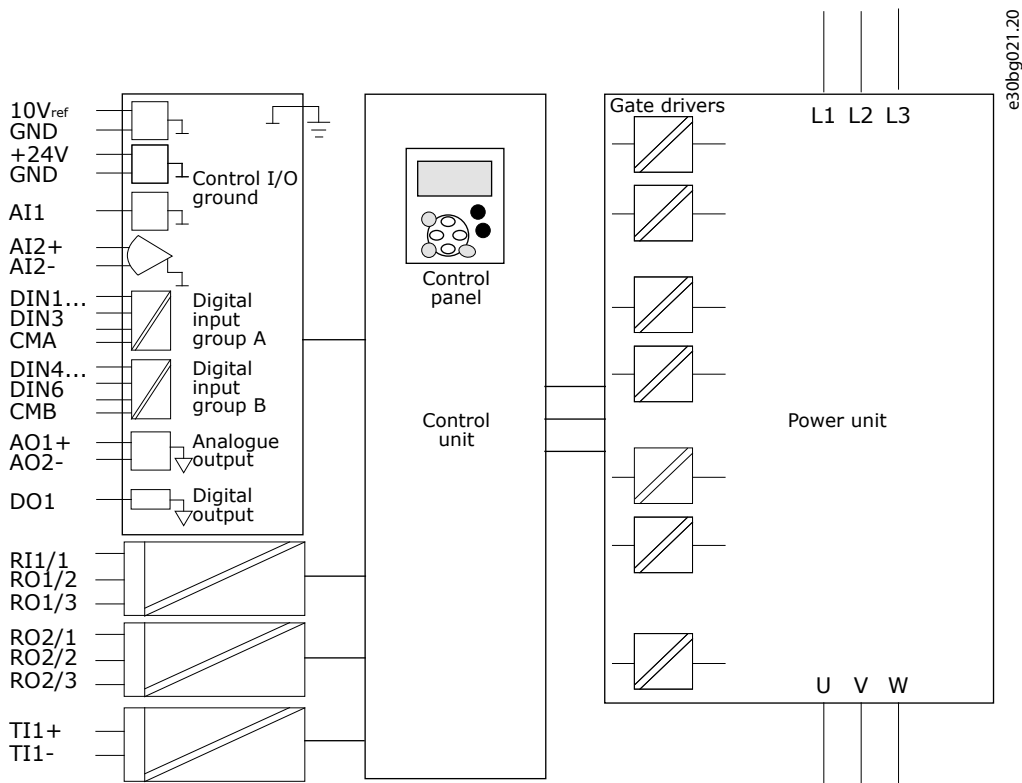 10Vref
GND
+24V
GND
AI1
AI2+
AI2-
DIN1...
DIN3
CMA
DIN4...
DIN6
CMB
AO1+
AO2-
DO1
RI1/1
RO1/2
RO1/3
RO2/1
RO2/2
RO2/3
TI1+
TI1-
Control I/O
ground
Digital
input
group A
Digital
input
group B
Analogue
output
Digital
output
Control
panel
Control
unit
Gate drivers
L1 L2 L3
Power unit
U V W
e30bg021.20